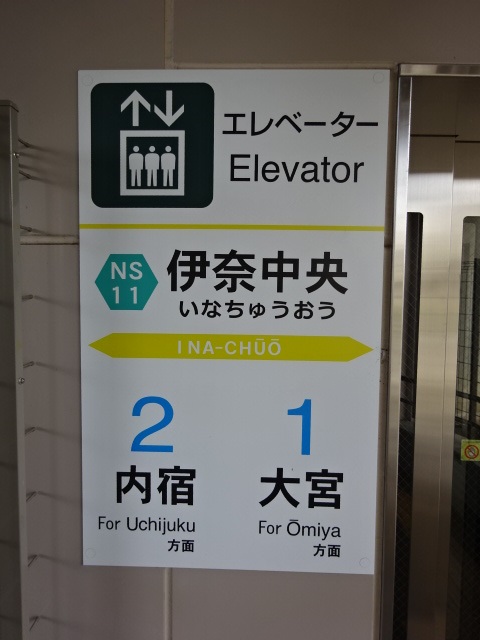 エレベーター
Elevator
NS
11
伊奈中央
いなちゅうおう
INA-CHŪŌ
2
内宿
For Uchijuku
方面
1
大宮
For Ōmiya
方面